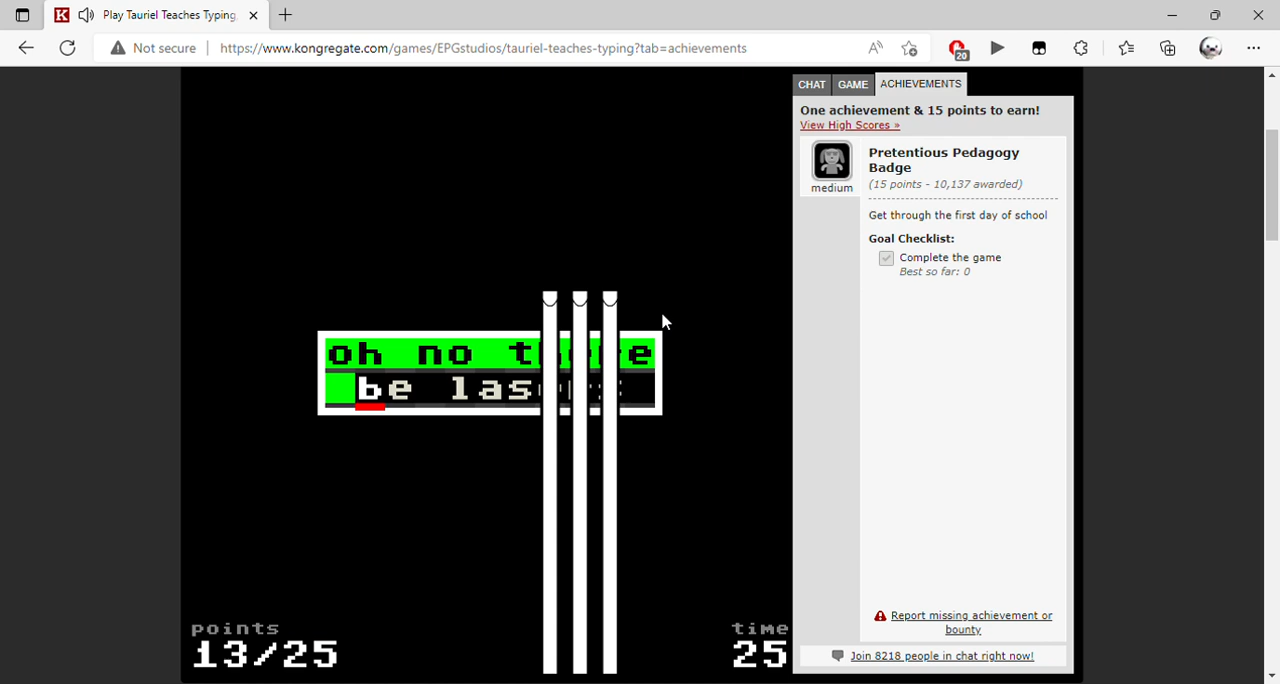 Play Tauriel Teaches Typing
Not secure
https://www.kongregate.com/games/EPGstudios/tauriel-teaches-typing?tab=achievements
20
CHAT GAME ACHIEVEMENTS
One achievement & 15 points to earn!
View High Scores »
medium
Pretentious Pedagogy
Badge
(15 points - 10,137 awarded)
Get through the first day of school
Goal Checklist:
Complete the game
Best so far: 0
oh no there
be lasers
points
13/25
time
25
Report missing achievement or
bounty
Join 8218 people in chat right now!